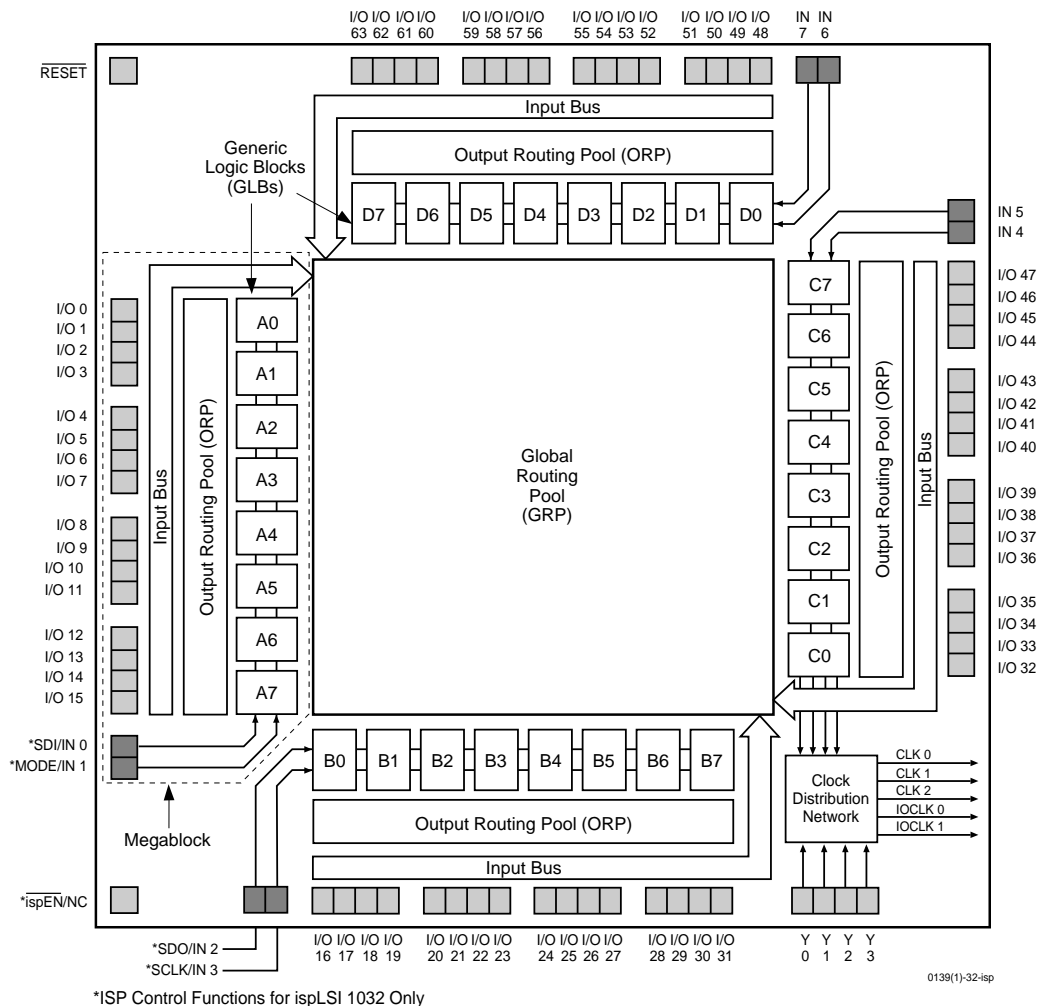 I/O I/O I/O I/O I/O I/O I/O I/O I/O I/O I/O I/O I/O I/O I/O I/O IN IN
63 62 61 60 59 58 57 56 55 54 53 52 51 50 49 48 7 6
RESET
Input Bus
Output Routing Pool (ORP)
Generic
Logic Blocks
(GLBs)
D7 D6 D5 D4 D3 D2 D1 D0
IN 5
IN 4
I/O 0
I/O 1
I/O 2
I/O 3
I/O 4
I/O 5
I/O 6
I/O 7
I/O 8
I/O 9
I/O 10
I/O 11
I/O 12
I/O 13
I/O 14
I/O 15
Input Bus
Output Routing Pool (ORP)
A0
A1
A2
A3
A4
A5
A6
A7
Global
Routing
Pool
(GRP)
C7
C6
C5
C4
C3
C2
C1
C0
Output Routing Pool (ORP)
Input Bus
I/O 47
I/O 46
I/O 45
I/O 44
I/O 43
I/O 42
I/O 41
I/O 40
I/O 39
I/O 38
I/O 37
I/O 36
I/O 35
I/O 34
I/O 33
I/O 32
*SDI/IN 0
*MODE/IN 1
Megablock
B0 B1 B2 B3 B4 B5 B6 B7
Output Routing Pool (ORP)
Input Bus
Clock
Distribution
Network
CLK 0
CLK 1
CLK 2
IOCLK 0
IOCLK 1
*ispEN/NC
*SDO/IN 2
*SCLK/IN 3
I/O I/O I/O I/O I/O I/O I/O I/O I/O I/O I/O I/O I/O I/O I/O I/O Y Y Y Y
16 17 18 19 20 21 22 23 24 25 26 27 28 29 30 31 0 1 2 3
0139(1)-32-isp
*ISP Control Functions for ispLSI 1032 Only